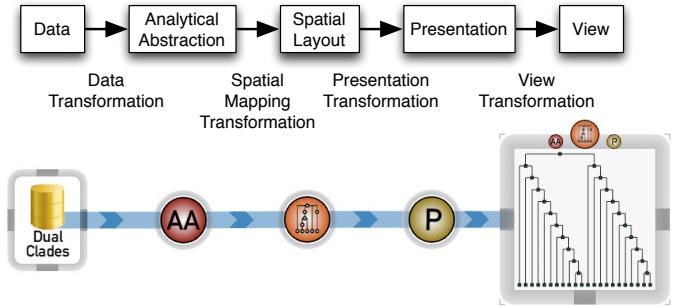 Data
Analytical
Abstraction
Spatial
Layout
Presentation
View
Data
Transformation
Spatial
Mapping
Transformation
Presentation
Transformation
View
Transformation
AA
P
Dual
Clades
AA
P